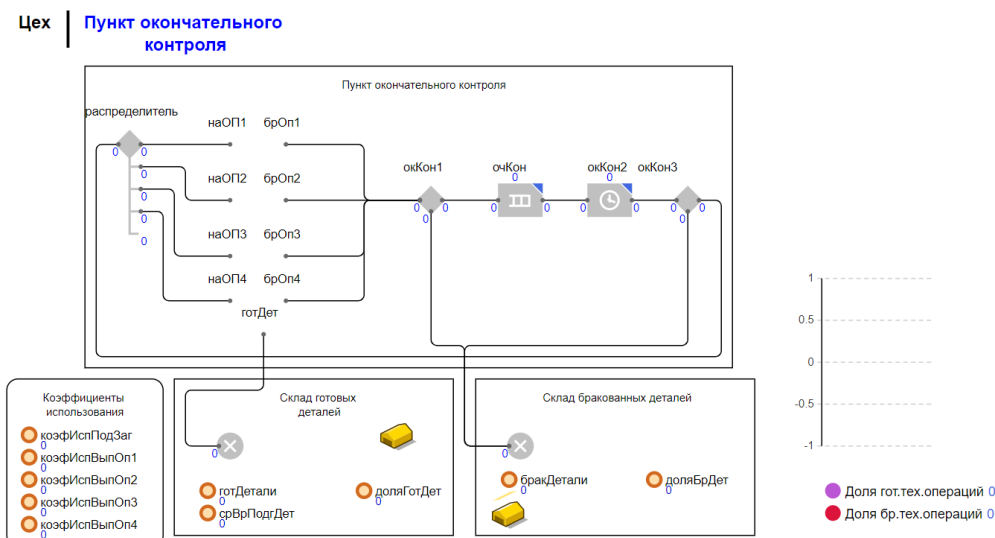 Цех
Пункт окончательного
контроля
Пункт окончательного контроля
распределитель
наОП1 брОп1
0 0
окКон1 очКон окКон2 окКон3
0 наОП2 брОп2 0 0
0 0 0 0 0 0 0 0
0 0 0
наОП3 брОп3
0
наОП4 брОп4
готДет
1
0.5
0
-0.5
-1
Коэффициенты
использования
коэфИспПодЗаг
0
коэфИспВыпОп1
0
коэфИспВыпОп2
0
коэфИспВыпОп3
0
коэфИспВыпОп4
0
Склад готовых
деталей
0
готДетали
0
срВрПодгДет
0
доляГотДет
0
Склад бракованных деталей
0
бракДетали
0
доляБрДет
0
Доля гот.тех.операций 0
Доля бр.тех.операций 0